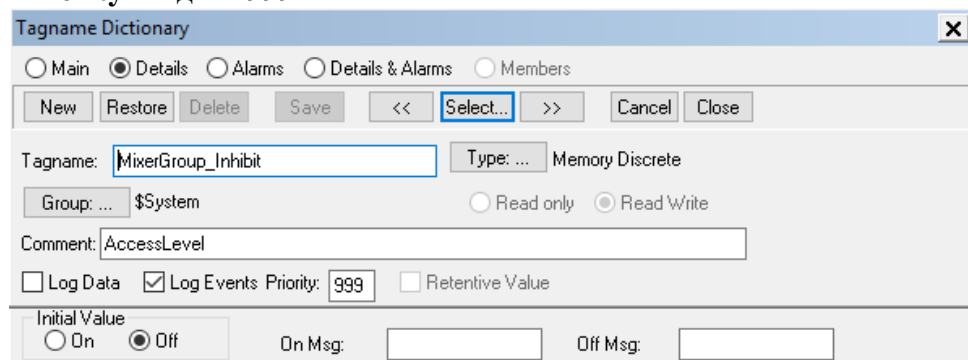 Tagname Dictionary
Main Details Alarms Details & Alarms Members
New Restore Delete Save << Select... >> Cancel Close
Tagname: MixerGroup_Inhibit Type: ... Memory Discrete
Group: ... $System Read only Read Write
Comment: AccessLevel
Log Data Log Events Priority: 999 Retentive Value
Initial Value
On Off On Msg: Off Msg: